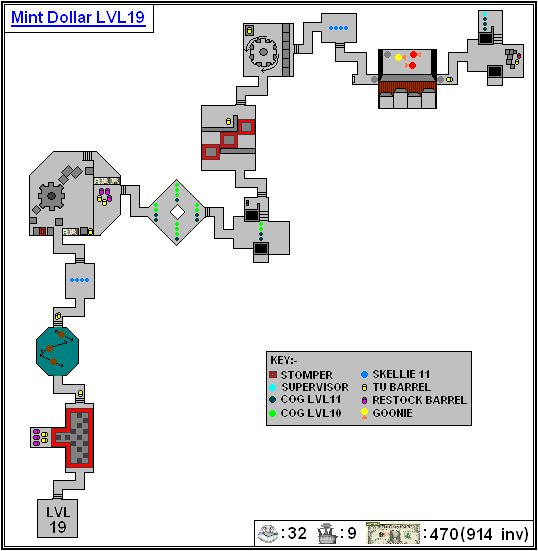 Mint Dollar LVL19
KEY:-
STOMPER
SUPERVISOR
COG LVL11
COG LVL10
SKELLIE 11
TU BARREL
RESTOCK BARREL
GOONIE
LVL
19
:32 :9 :470(914 inv)